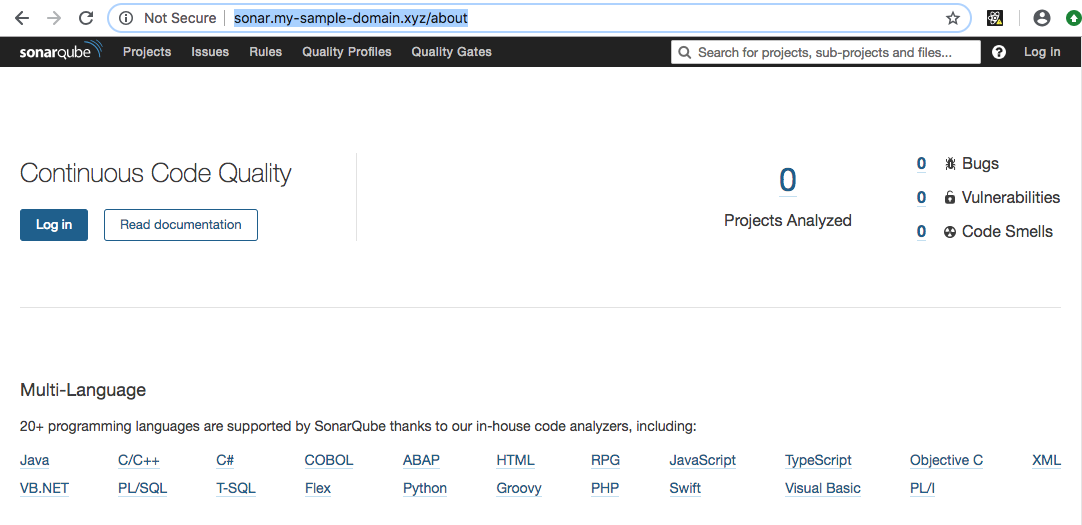 Not Secure sonar.my-sample-domain.xyz/about
sonarqube Projects Issues Rules Quality Profiles Quality Gates Search for projects, sub-projects and files... ? Log in
Continuous Code Quality
Log in Read documentation
0
Projects Analyzed
0 Bugs
0 Vulnerabilities
0 Code Smells
Multi-Language
20+ programming languages are supported by SonarQube thanks to our in-house code analyzers, including:
Java C/C++ C# COBOL ABAP HTML RPG JavaScript TypeScript Objective C XML
VB.NET PL/SQL T-SQL Flex Python Groovy PHP Swift Visual Basic PL/I